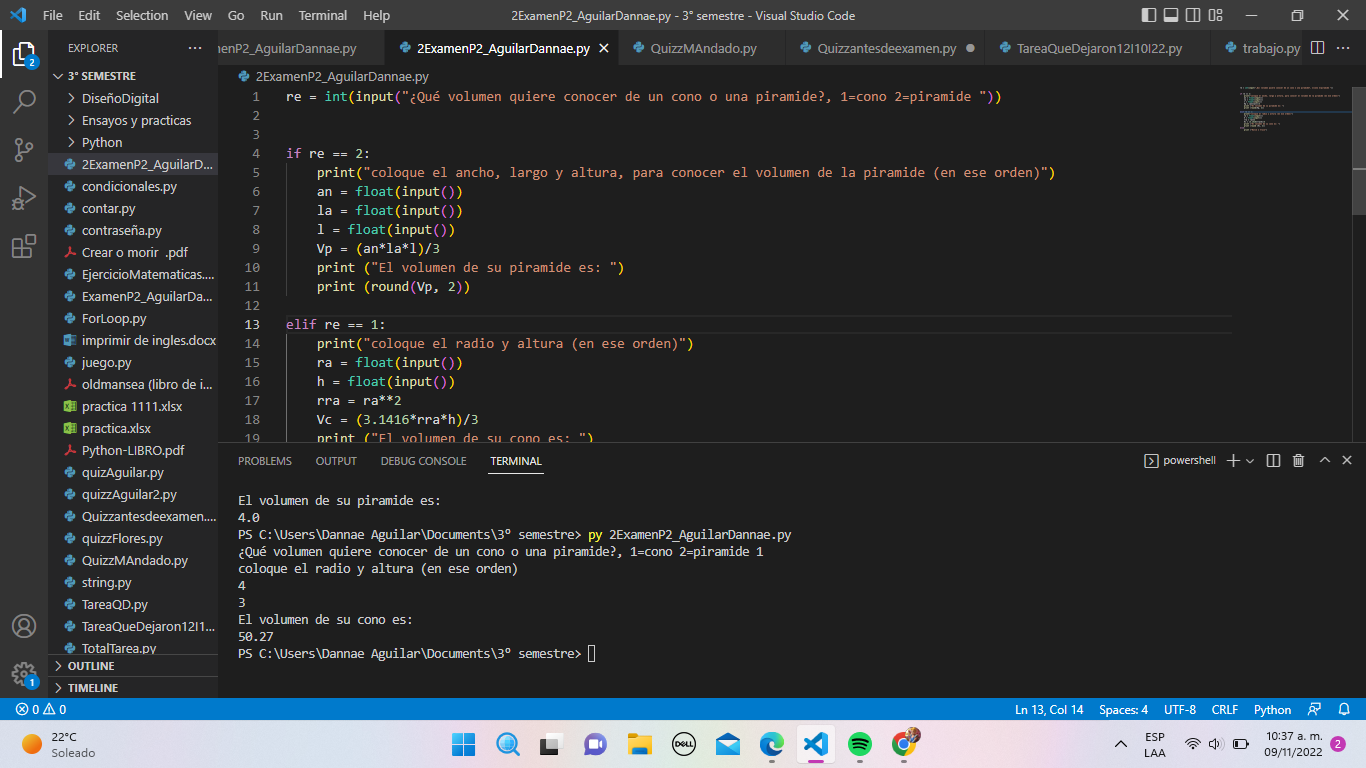 File Edit Selection View Go Run Terminal Help
2ExamenP2_AguilarDannae.py - 3° semestre - Visual Studio Code
EXPLORER
2
nenP2_AguilarDannae.py
2ExamenP2_AguilarDannae.py
QuizzMAndado.py
Quizzantesdeexamen.py
TareaQueDejaron12I10I22.py
trabajo.py
3° SEMESTRE
DiseñoDigital
Ensayos y practicas
Python
2ExamenP2_AguilarD...
condicionales.py
contar.py
contraseña.py
Crear o morir .pdf
EjercicioMatematicas....
ExamenP2_AguilarDa...
ForLoop.py
imprimir de ingles.docx
juego.py
oldmansea (libro de i...
practica 1111.xlsx
practica.xlsx
Python-LIBRO.pdf
quizAguilar.py
quizzAguilar2.py
Quizzantesdeexamen....
quizzFlores.py
QuizzMAndado.py
string.py
TareaQD.py
TareaQueDejaron12I1...
TotalTarea.py
OUTLINE
TIMELINE
1
2ExamenP2_AguilarDannae.py
1 re = int(input("¿Qué volumen quiere conocer de un cono o una piramide?, 1=cono 2=piramide "))
2
3
4 if re == 2:
5 print("coloque el ancho, largo y altura, para conocer el volumen de la piramide (en ese orden)")
6 an = float(input())
7 la = float(input())
8 l = float(input())
9 Vp = (an*la*l)/3
10 print ("El volumen de su piramide es: ")
11 print (round(Vp, 2))
12
13 elif re == 1:
14 print("coloque el radio y altura (en ese orden)")
15 ra = float(input())
16 h = float(input())
17 rra = ra**2
18 Vc = (3.1416*rra*h)/3
19 print ("El volumen de su cono es: ")
PROBLEMS OUTPUT DEBUG CONSOLE TERMINAL
powershell
El volumen de su piramide es:
4.0
PS C:\Users\Dannae Aguilar\Documents\3° semestre> py 2ExamenP2_AguilarDannae.py
¿Qué volumen quiere conocer de un cono o una piramide?, 1=cono 2=piramide 1
coloque el radio y altura (en ese orden)
4
3
El volumen de su cono es:
50.27
PS C:\Users\Dannae Aguilar\Documents\3° semestre>
0 0
Ln 13, Col 14 Spaces: 4 UTF-8 CRLF Python
22°C
Soleado
DELL
ESP
LAA
10:37 a. m.
09/11/2022
2